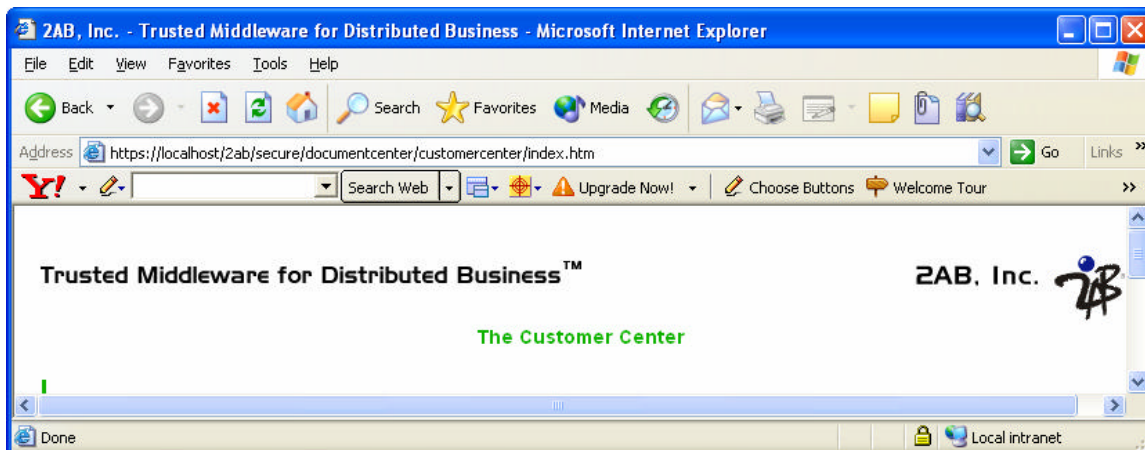 2AB, Inc. - Trusted Middleware for Distributed Business - Microsoft Internet Explorer
File Edit View Favorites Tools Help
Back Search Favorites Media
Address https://localhost/2ab/secure/documentcenter/customercenter/index.htm Go Links »
Y! Search Web Upgrade Now! Choose Buttons Welcome Tour »
Trusted Middleware for Distributed Business™ 2AB, Inc. 2AB
The Customer Center
Done Local intranet